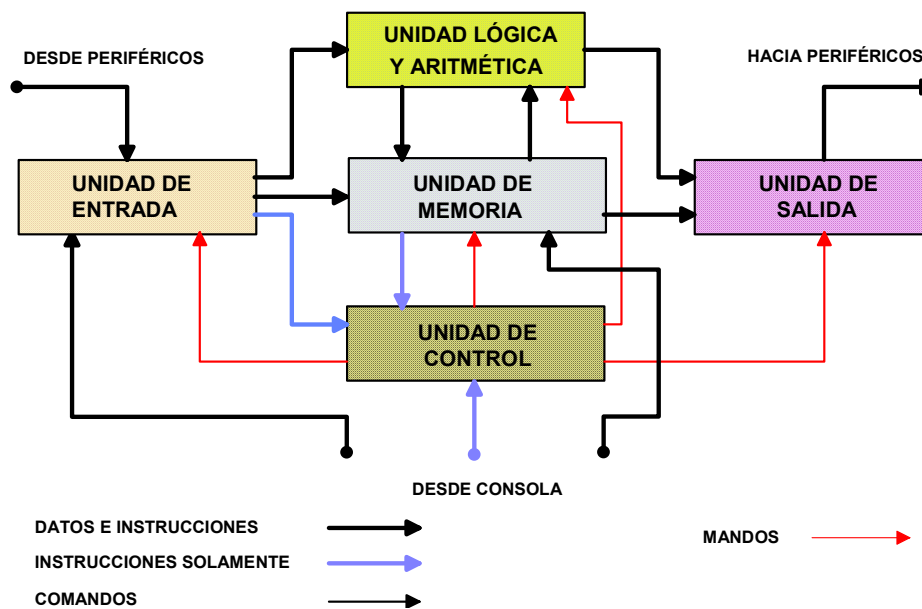 UNIDAD LÓGICA
Y ARITMÉTICA
DESDE PERIFÉRICOS
HACIA PERIFÉRICOS
UNIDAD DE
ENTRADA
UNIDAD DE
MEMORIA
UNIDAD DE
SALIDA
UNIDAD DE
CONTROL
DESDE CONSOLA
DATOS E INSTRUCCIONES
INSTRUCCIONES SOLAMENTE
COMANDOS
MANDOS